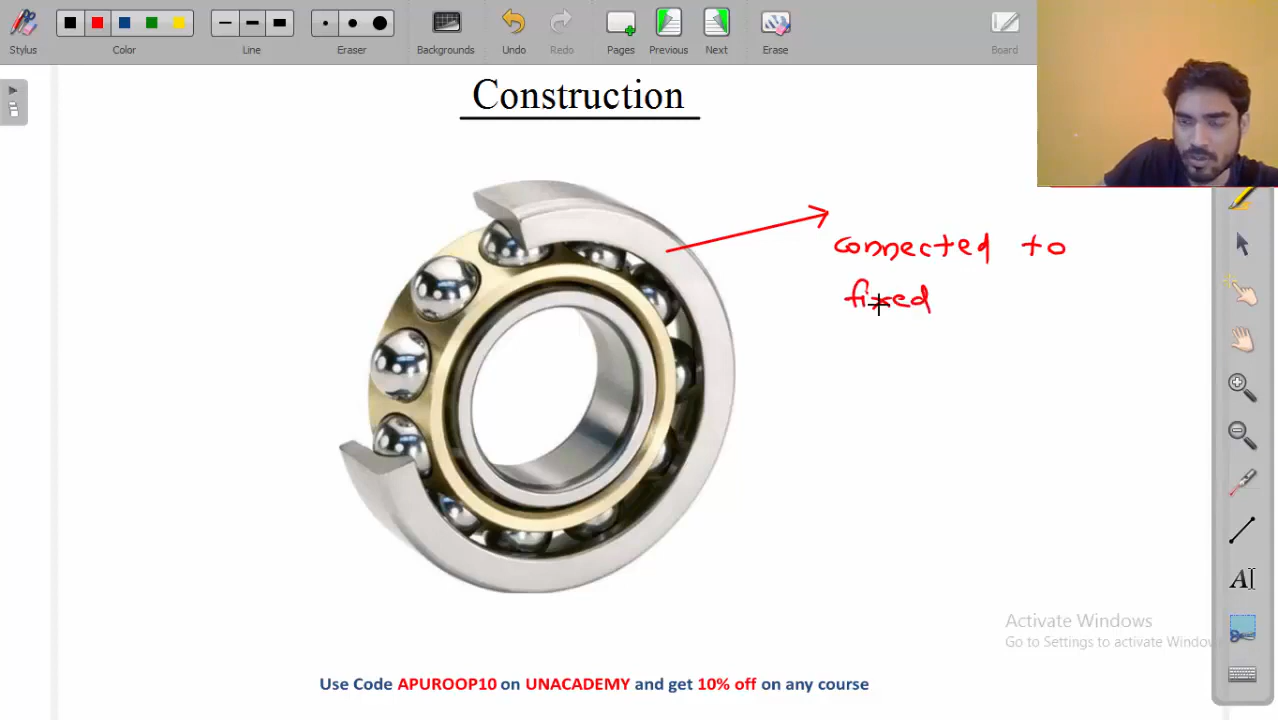 Stylus
Color
Line
Eraser
Backgrounds
Undo
Redo
Pages
Previous
Next
Erase
Board
Construction
connected to
fixed
Activate Windows
Go to Settings to activate Window
Use Code APUROOP10 on UNACADEMY and get 10% off on any course